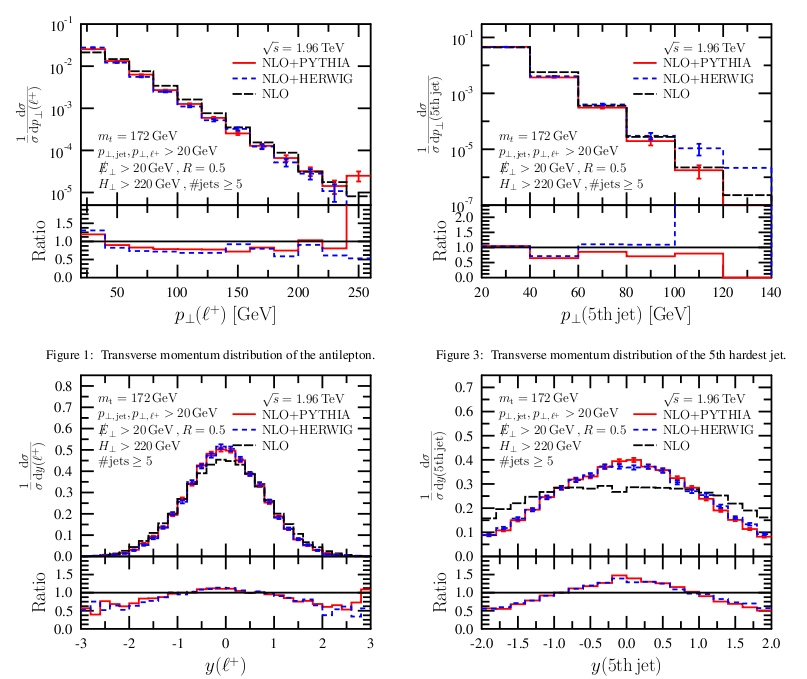 10⁻¹
10⁻²
10⁻³
10⁻⁴
10⁻⁵
1/σ dσ/dp⊥(ℓ⁺)
√s = 1.96 TeV
NLO+PYTHIA
NLO+HERWIG
NLO
mₜ = 172 GeV
p⊥,jet, p⊥,ℓ⁺ > 20 GeV
E̸⊥ > 20 GeV , R = 0.5
H⊥ > 220 GeV , #jets ≥ 5
Ratio
1.5
1.0
0.5
0.0
50 100 150 200 250
p⊥(ℓ⁺) [GeV]
Figure 1: Transverse momentum distribution of the antilepton.
10⁻¹
10⁻³
10⁻⁵
10⁻⁷
1/σ dσ/dp⊥(5th jet)
√s = 1.96 TeV
NLO+PYTHIA
NLO+HERWIG
NLO
mₜ = 172 GeV
p⊥,jet, p⊥,ℓ⁺ > 20 GeV
E̸⊥ > 20 GeV , R = 0.5
H⊥ > 220 GeV , #jets ≥ 5
Ratio
2.0
1.5
1.0
0.5
0.0
20 40 60 80 100 120 140
p⊥(5th jet) [GeV]
Figure 3: Transverse momentum distribution of the 5th hardest jet.
0.8
0.7
0.6
0.5
0.4
0.3
0.2
0.1
0.0
1/σ dσ/dy(ℓ⁺)
mₜ = 172 GeV
p⊥,jet, p⊥,ℓ⁺ > 20 GeV
E̸⊥ > 20 GeV , R = 0.5
H⊥ > 220 GeV
#jets ≥ 5
√s = 1.96 TeV
NLO+PYTHIA
NLO+HERWIG
NLO
Ratio
1.5
1.0
0.5
0.0
-3 -2 -1 0 1 2 3
y(ℓ⁺)
0.7
0.6
0.5
0.4
0.3
0.2
0.1
1/σ dσ/dy(5th jet)
mₜ = 172 GeV
p⊥,jet, p⊥,ℓ⁺ > 20 GeV
E̸⊥ > 20 GeV , R = 0.5
H⊥ > 220 GeV
#jets ≥ 5
√s = 1.96 TeV
NLO+PYTHIA
NLO+HERWIG
NLO
Ratio
1.5
1.0
0.5
0.0
-2.0 -1.5 -1.0 -0.5 0.0 0.5 1.0 1.5 2.0
y(5th jet)